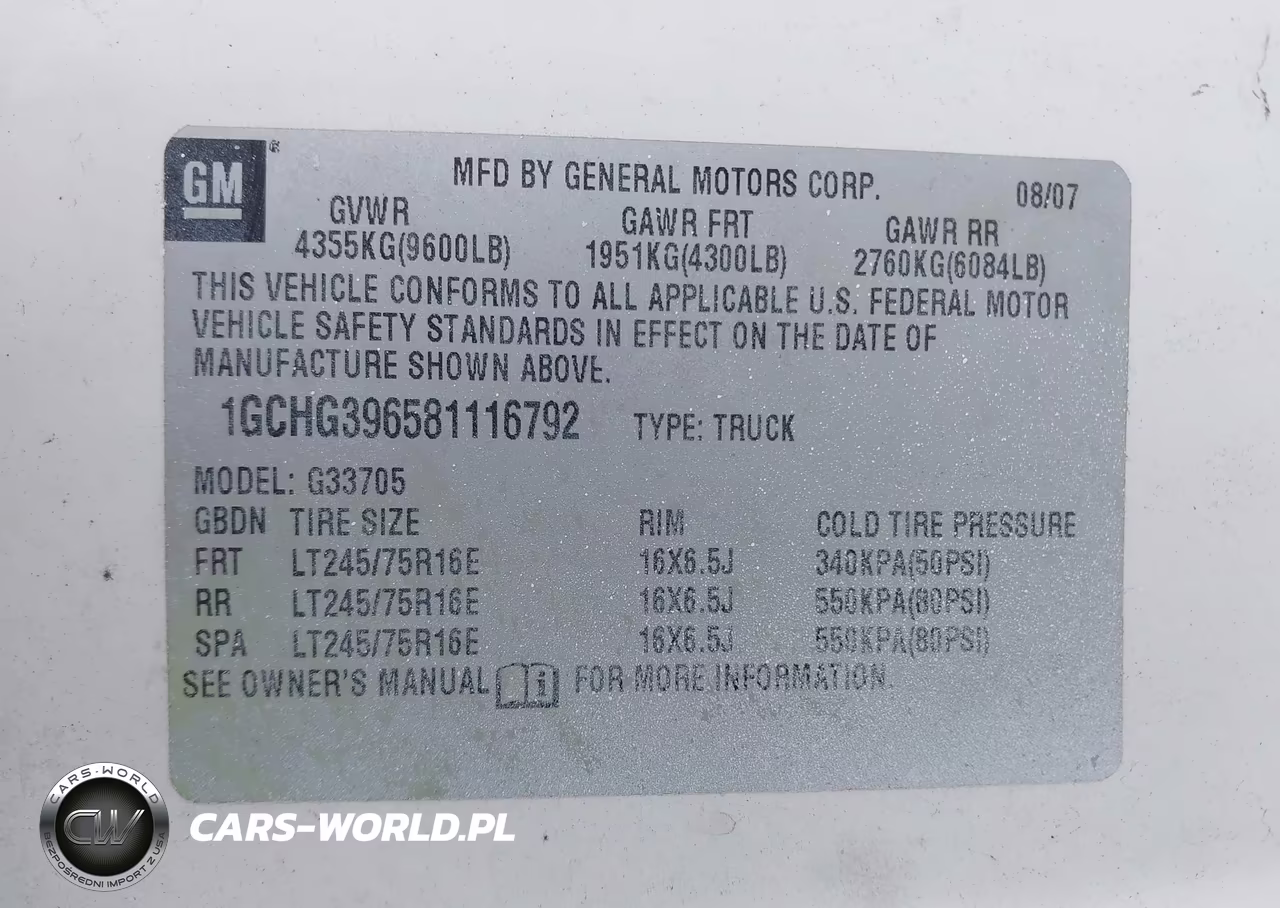 GM
MFD BY GENERAL MOTORS CORP. 08/07
GVWR GAWR FRT GAWR RR
4355KG(9600LB) 1951KG(4300LB) 2760KG(6084LB)
THIS VEHICLE CONFORMS TO ALL APPLICABLE U.S. FEDERAL MOTOR
VEHICLE SAFETY STANDARDS IN EFFECT ON THE DATE OF
MANUFACTURE SHOWN ABOVE.
1GCHG396581116792 TYPE: TRUCK
MODEL: G33705
GBDN TIRE SIZE RIM COLD TIRE PRESSURE
FRT LT245/75R16E 16X6.5J 340KPA(50PSI)
RR LT245/75R16E 16X6.5J 550KPA(80PSI)
SPA LT245/75R16E 16X6.5J 550KPA(80PSI)
SEE OWNER'S MANUAL i FOR MORE INFORMATION
CARS-WORLD
CW
BEZPOŚREDNI IMPORT Z USA
CARS-WORLD.PL